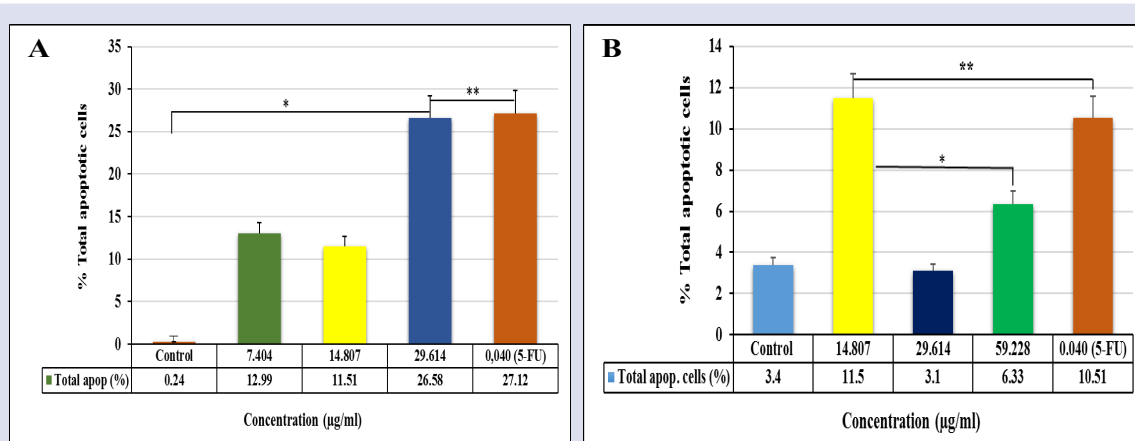 A
% Total apoptotic cells
35
30
25
20
15
10
5
0
*
**
Control 7.404 14.807 29.614 0,040 (5-FU)
Total apop (%) 0.24 12.99 11.51 26.58 27.12
Concentration (µg/ml)
B
% Total apoptotic cells
14
12
10
8
6
4
2
0
**
*
Control 14.807 29.614 59.228 0.040 (5-FU)
Total apop. cells (%) 3.4 11.5 3.1 6.33 10.51
Concentration (µg/ml)